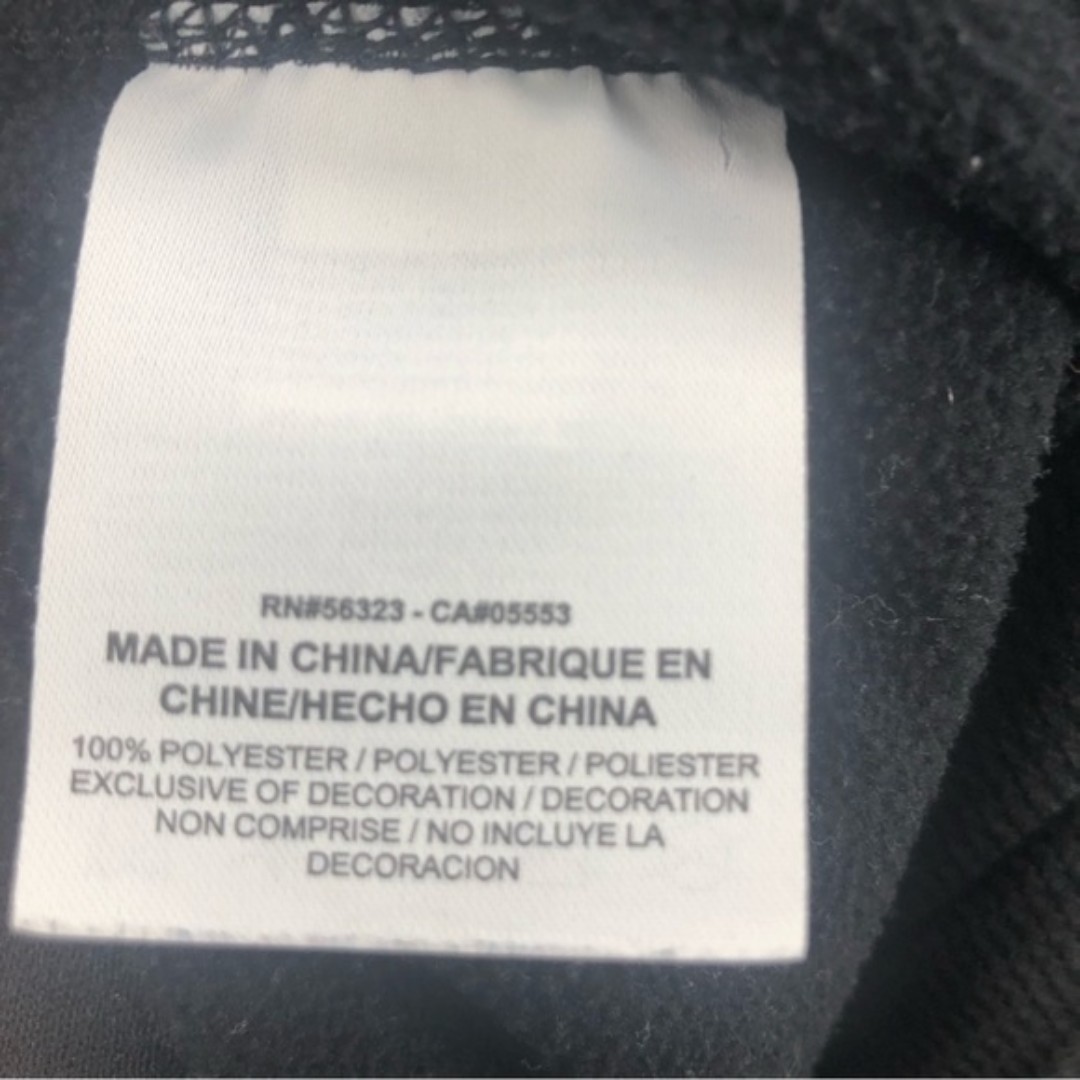 RN#56323 - CA#05553
MADE IN CHINA/FABRIQUE EN
CHINE/HECHO EN CHINA
100% POLYESTER / POLYESTER / POLIESTER
EXCLUSIVE OF DECORATION / DECORATION
NON COMPRISE / NO INCLUYE LA
DECORACION